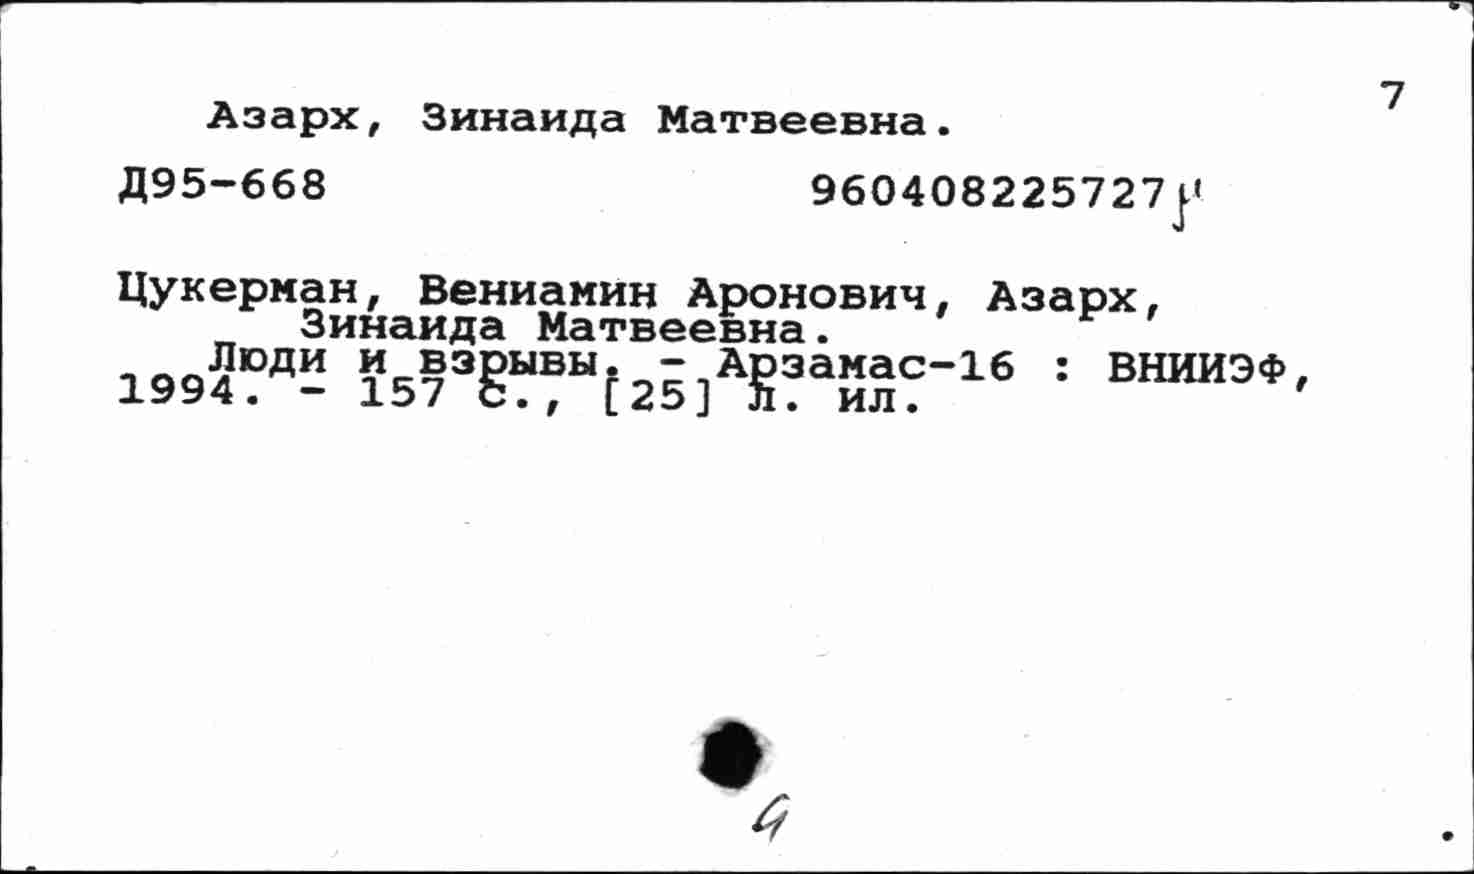 7
Азарх, Зинаида Матвеевна.
Д95-668 960408225727
Цукерман, Вениамин Аронович, Азарх,
Зинаида Матвеевна.
Люди и взрывы. - Арзамас-16 : ВНИИЭФ,
1994. - 157 с., [25] л. ил.